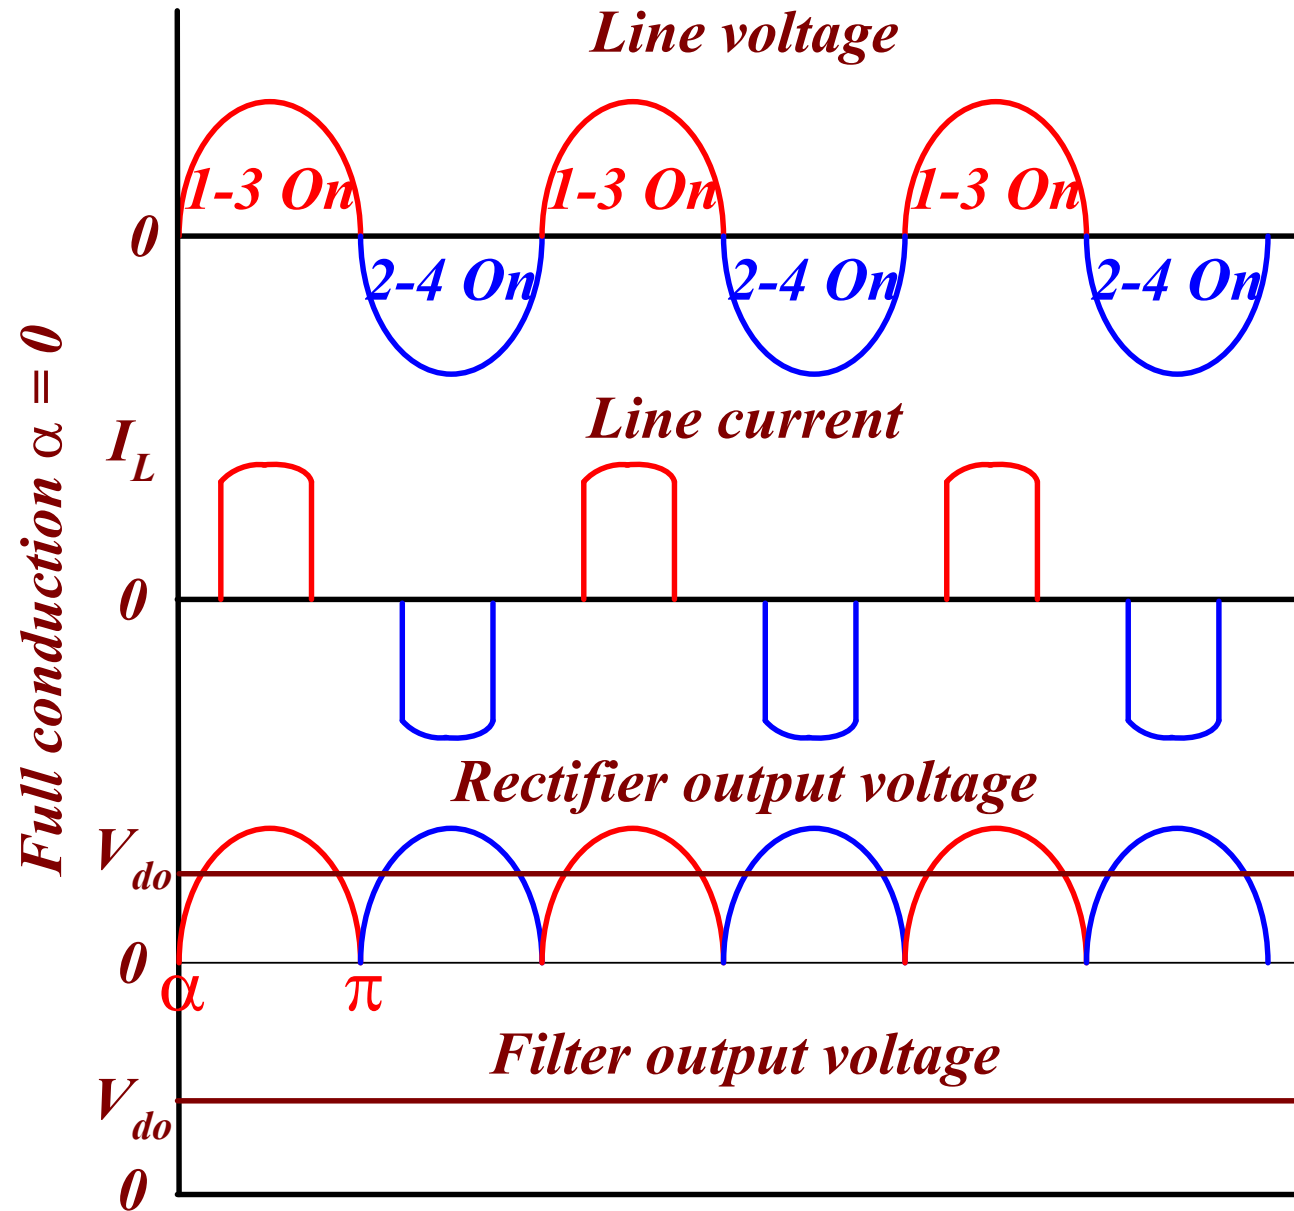 Line voltage
1-3 On 1-3 On 1-3 On
0
2-4 On 2-4 On 2-4 On
Full conduction α = 0
Line current
I_L
0
Rectifier output voltage
V_do
0
α π
Filter output voltage
V_do
0